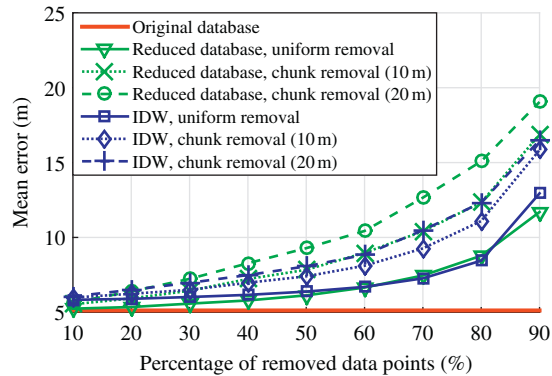 25
20
15
10
5
Mean error (m)
Original database
Reduced database, uniform removal
Reduced database, chunk removal (10 m)
Reduced database, chunk removal (20 m)
IDW, uniform removal
IDW, chunk removal (10 m)
IDW, chunk removal (20 m)
10 20 30 40 50 60 70 80 90
Percentage of removed data points (%)